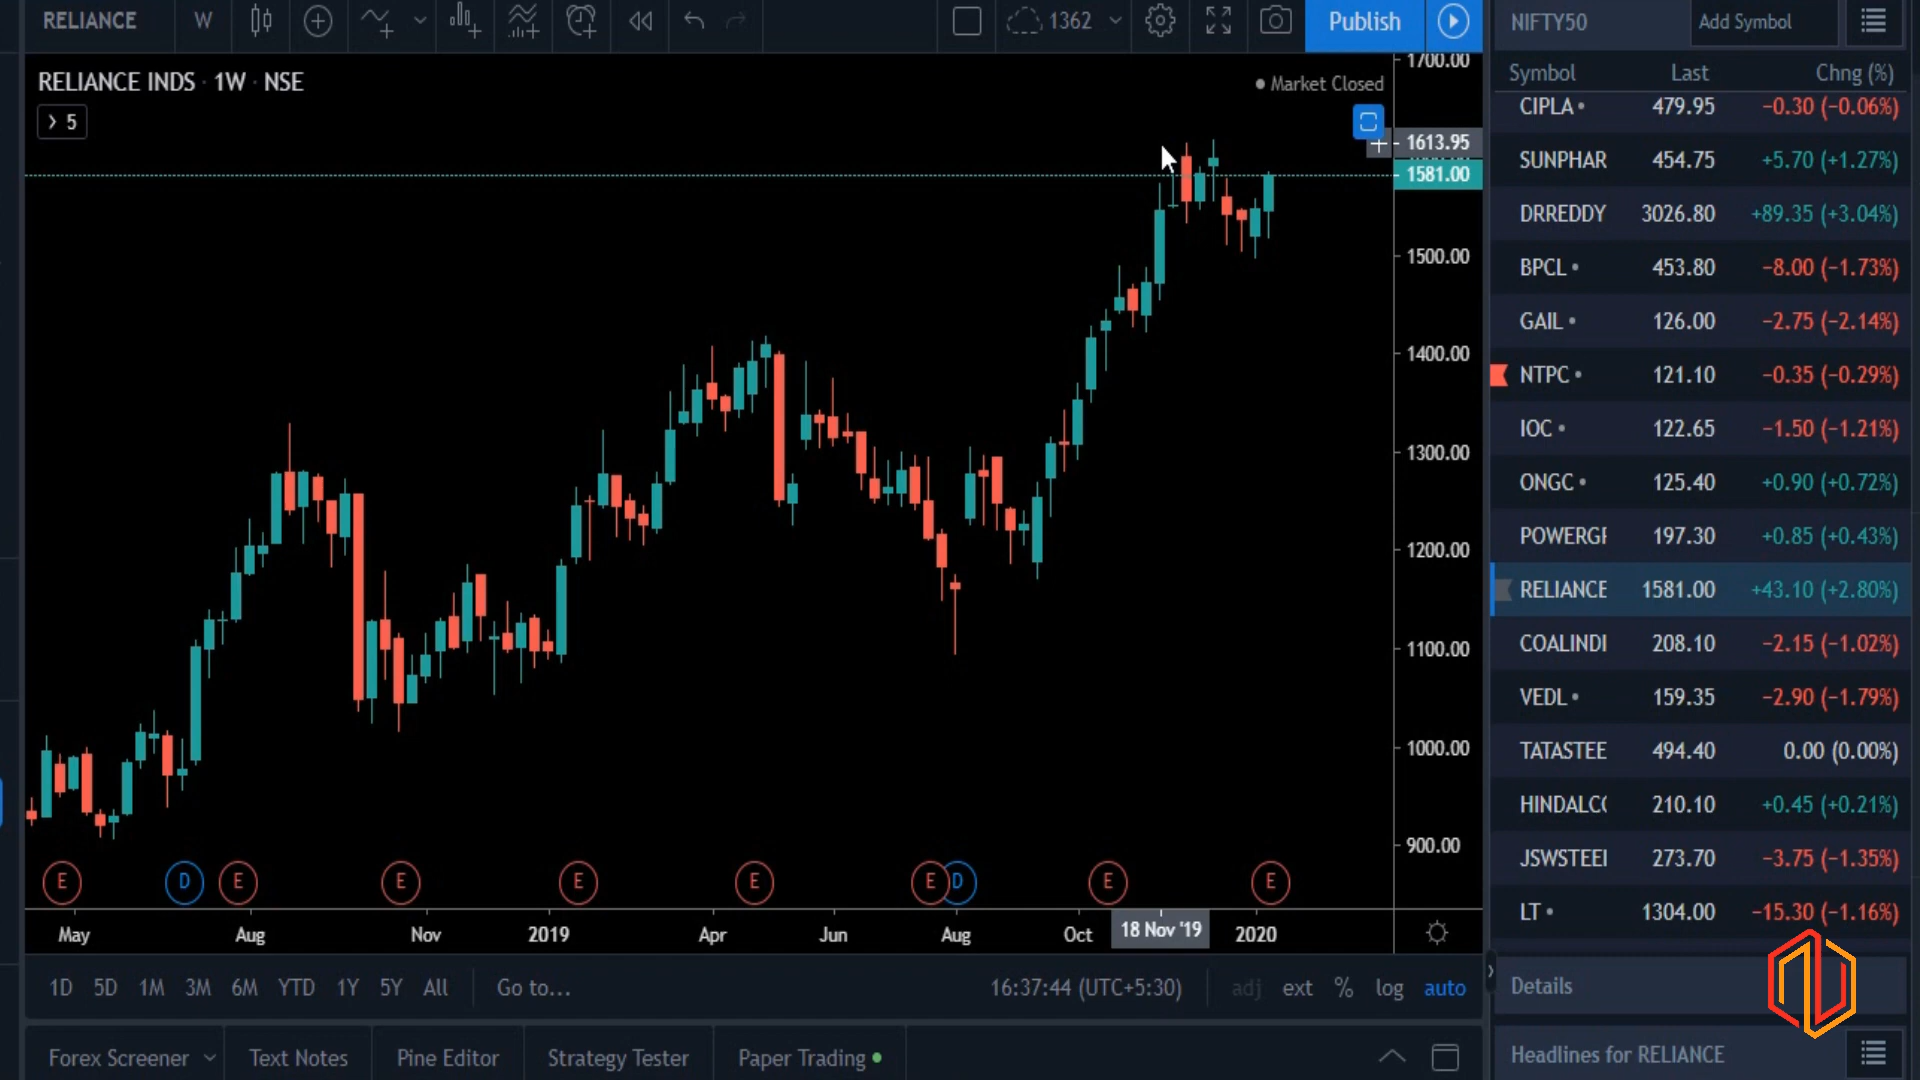 RELIANCE W 1362 Publish
RELIANCE INDS · 1W · NSE
Market Closed
5
1700.00
1613.95
1581.00
1500.00
1400.00
1300.00
1200.00
1100.00
1000.00
900.00
E D E E E E E D E E
May Aug Nov 2019 Apr Jun Aug Oct 18 Nov '19 2020
1D 5D 1M 3M 6M YTD 1Y 5Y All Go to... 16:37:44 (UTC+5:30) adj ext % log auto
Forex Screener Text Notes Pine Editor Strategy Tester Paper Trading
NIFTY50 Add Symbol
Symbol Last Chng (%)
CIPLA 479.95 −0.30 (−0.06%)
SUNPHAR 454.75 +5.70 (+1.27%)
DRREDDY 3026.80 +89.35 (+3.04%)
BPCL 453.80 −8.00 (−1.73%)
GAIL 126.00 −2.75 (−2.14%)
NTPC 121.10 −0.35 (−0.29%)
IOC 122.65 −1.50 (−1.21%)
ONGC 125.40 +0.90 (+0.72%)
POWERGR 197.30 +0.85 (+0.43%)
RELIANCE 1581.00 +43.10 (+2.80%)
COALINDI 208.10 −2.15 (−1.02%)
VEDL 159.35 −2.90 (−1.79%)
TATASTEE 494.40 0.00 (0.00%)
HINDALCO 210.10 +0.45 (+0.21%)
JSWSTEEL 273.70 −3.75 (−1.35%)
LT 1304.00 −15.30 (−1.16%)
Details
Headlines for RELIANCE